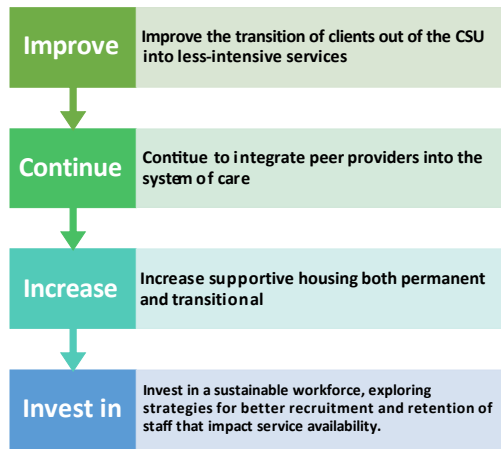 Improve
Improve the transition of clients out of the CSU
into less-intensive services
Continue
Contitue to integrate peer providers into the
system of care
Increase
Increase supportive housing both permanent
and transitional
Invest in
Invest in a sustainable workforce, exploring
strategies for better recruitment and retention of
staff that impact service availability.